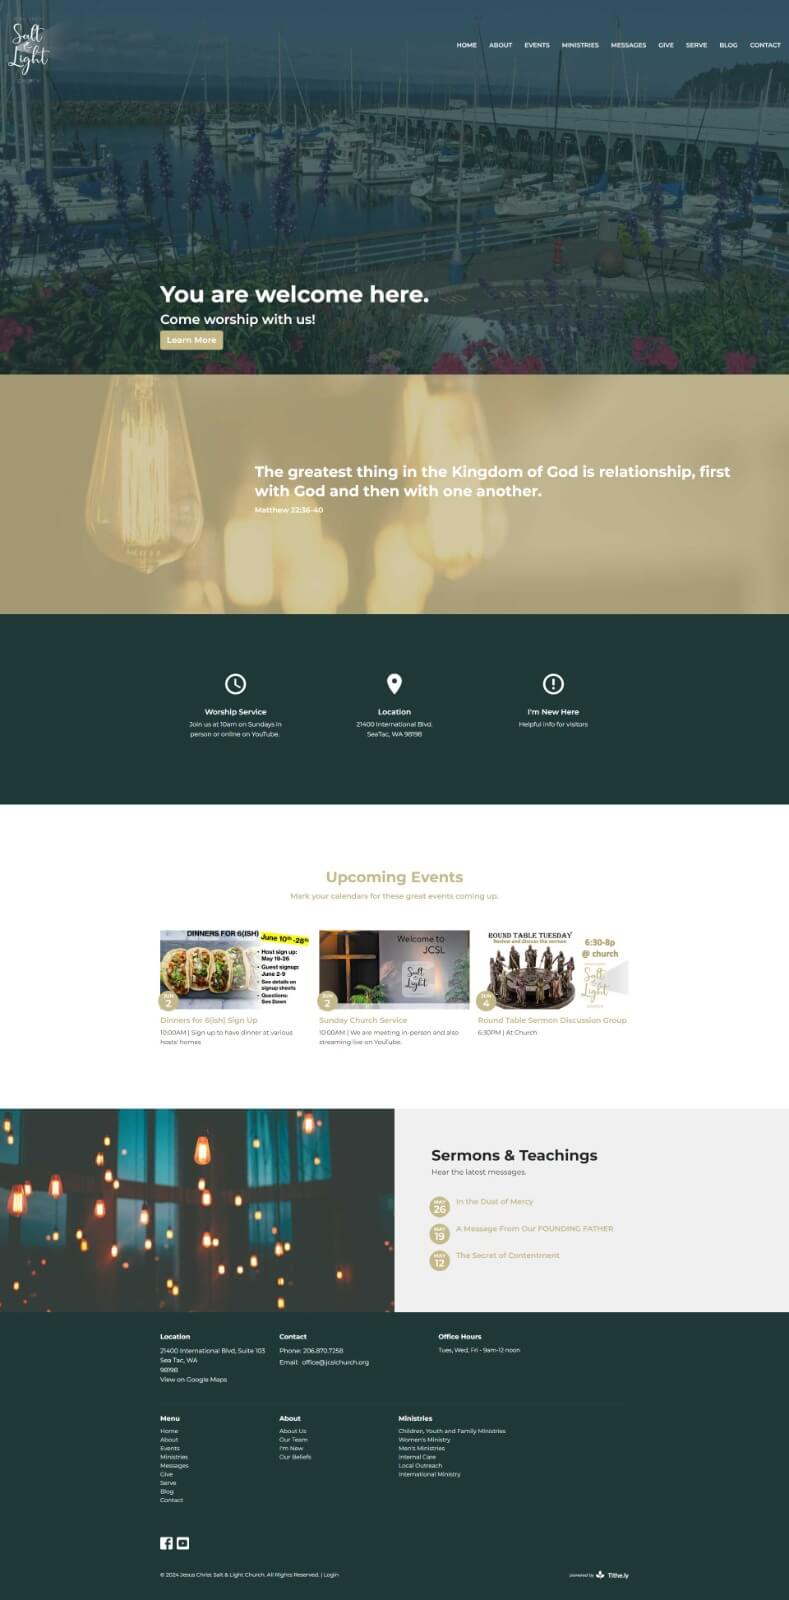 Salt
&
Light
HOME ABOUT EVENTS MINISTRIES MESSAGES GIVE SERVE BLOG CONTACT
You are welcome here.
Come worship with us!
Learn More
The greatest thing in the Kingdom of God is relationship, first
with God and then with one another.
Matthew 22:36-40
Worship Service
Join us at 10am on Sundays in
person or online on YouTube.
Location
21400 International Blvd.
SeaTac, WA 98198
I'm New Here
Helpful info for visitors
Upcoming Events
Mark your calendars for these great events coming up.
DINNERS FOR 6(ISH)
June 10th -28th
• Host sign up:
May 19-26
• Guest signup:
June 2-9
• See details on
signup sheets
• Questions:
See Dawn
JUN
2
Dinners for 6(ish) Sign Up
10:00AM | Sign up to have dinner at various
hosts' homes
Welcome to
JCSL
Salt
&
Light
JUN
2
Sunday Church Service
10:00AM | We are meeting in-person and also
streaming live on YouTube.
ROUND TABLE TUESDAY
Review and discuss the sermon
6:30-8p
@ church
Salt
&
Light
JUN
4
Round Table Sermon Discussion Group
6:30PM | At Church
Sermons & Teachings
Hear the latest messages.
MAY
26
In the Dust of Mercy
MAY
19
A Message From Our FOUNDING FATHER
MAY
12
The Secret of Contentment
Location
21400 International Blvd, Suite 103
Sea Tac, WA
98198
View on Google Maps
Contact
Phone: 206.870.7258
Email: office@jcslchurch.org
Office Hours
Tues, Wed, Fri - 9am-12 noon
Menu
Home
About
Events
Ministries
Messages
Give
Serve
Blog
Contact
About
About Us
Our Team
I'm New
Our Beliefs
Ministries
Children, Youth and Family Ministries
Women's Ministry
Men's Ministries
Internal Care
Local Outreach
International Ministry
© 2024 Jesus Christ Salt & Light Church. All Rights Reserved. | Login
powered by Tithe.ly